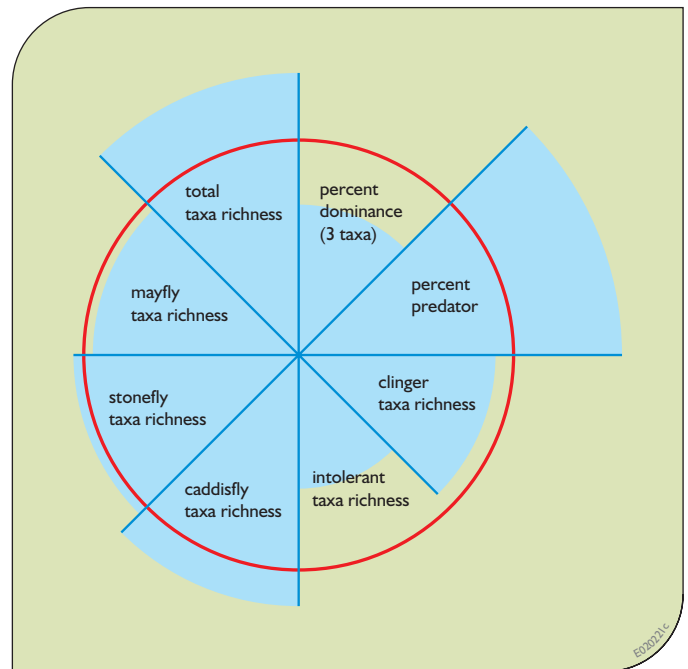 total
taxa richness
percent
dominance
(3 taxa)
mayfly
taxa richness
percent
predator
stonefly
taxa richness
clinger
taxa richness
caddisfly
taxa richness
intolerant
taxa richness
E020221c